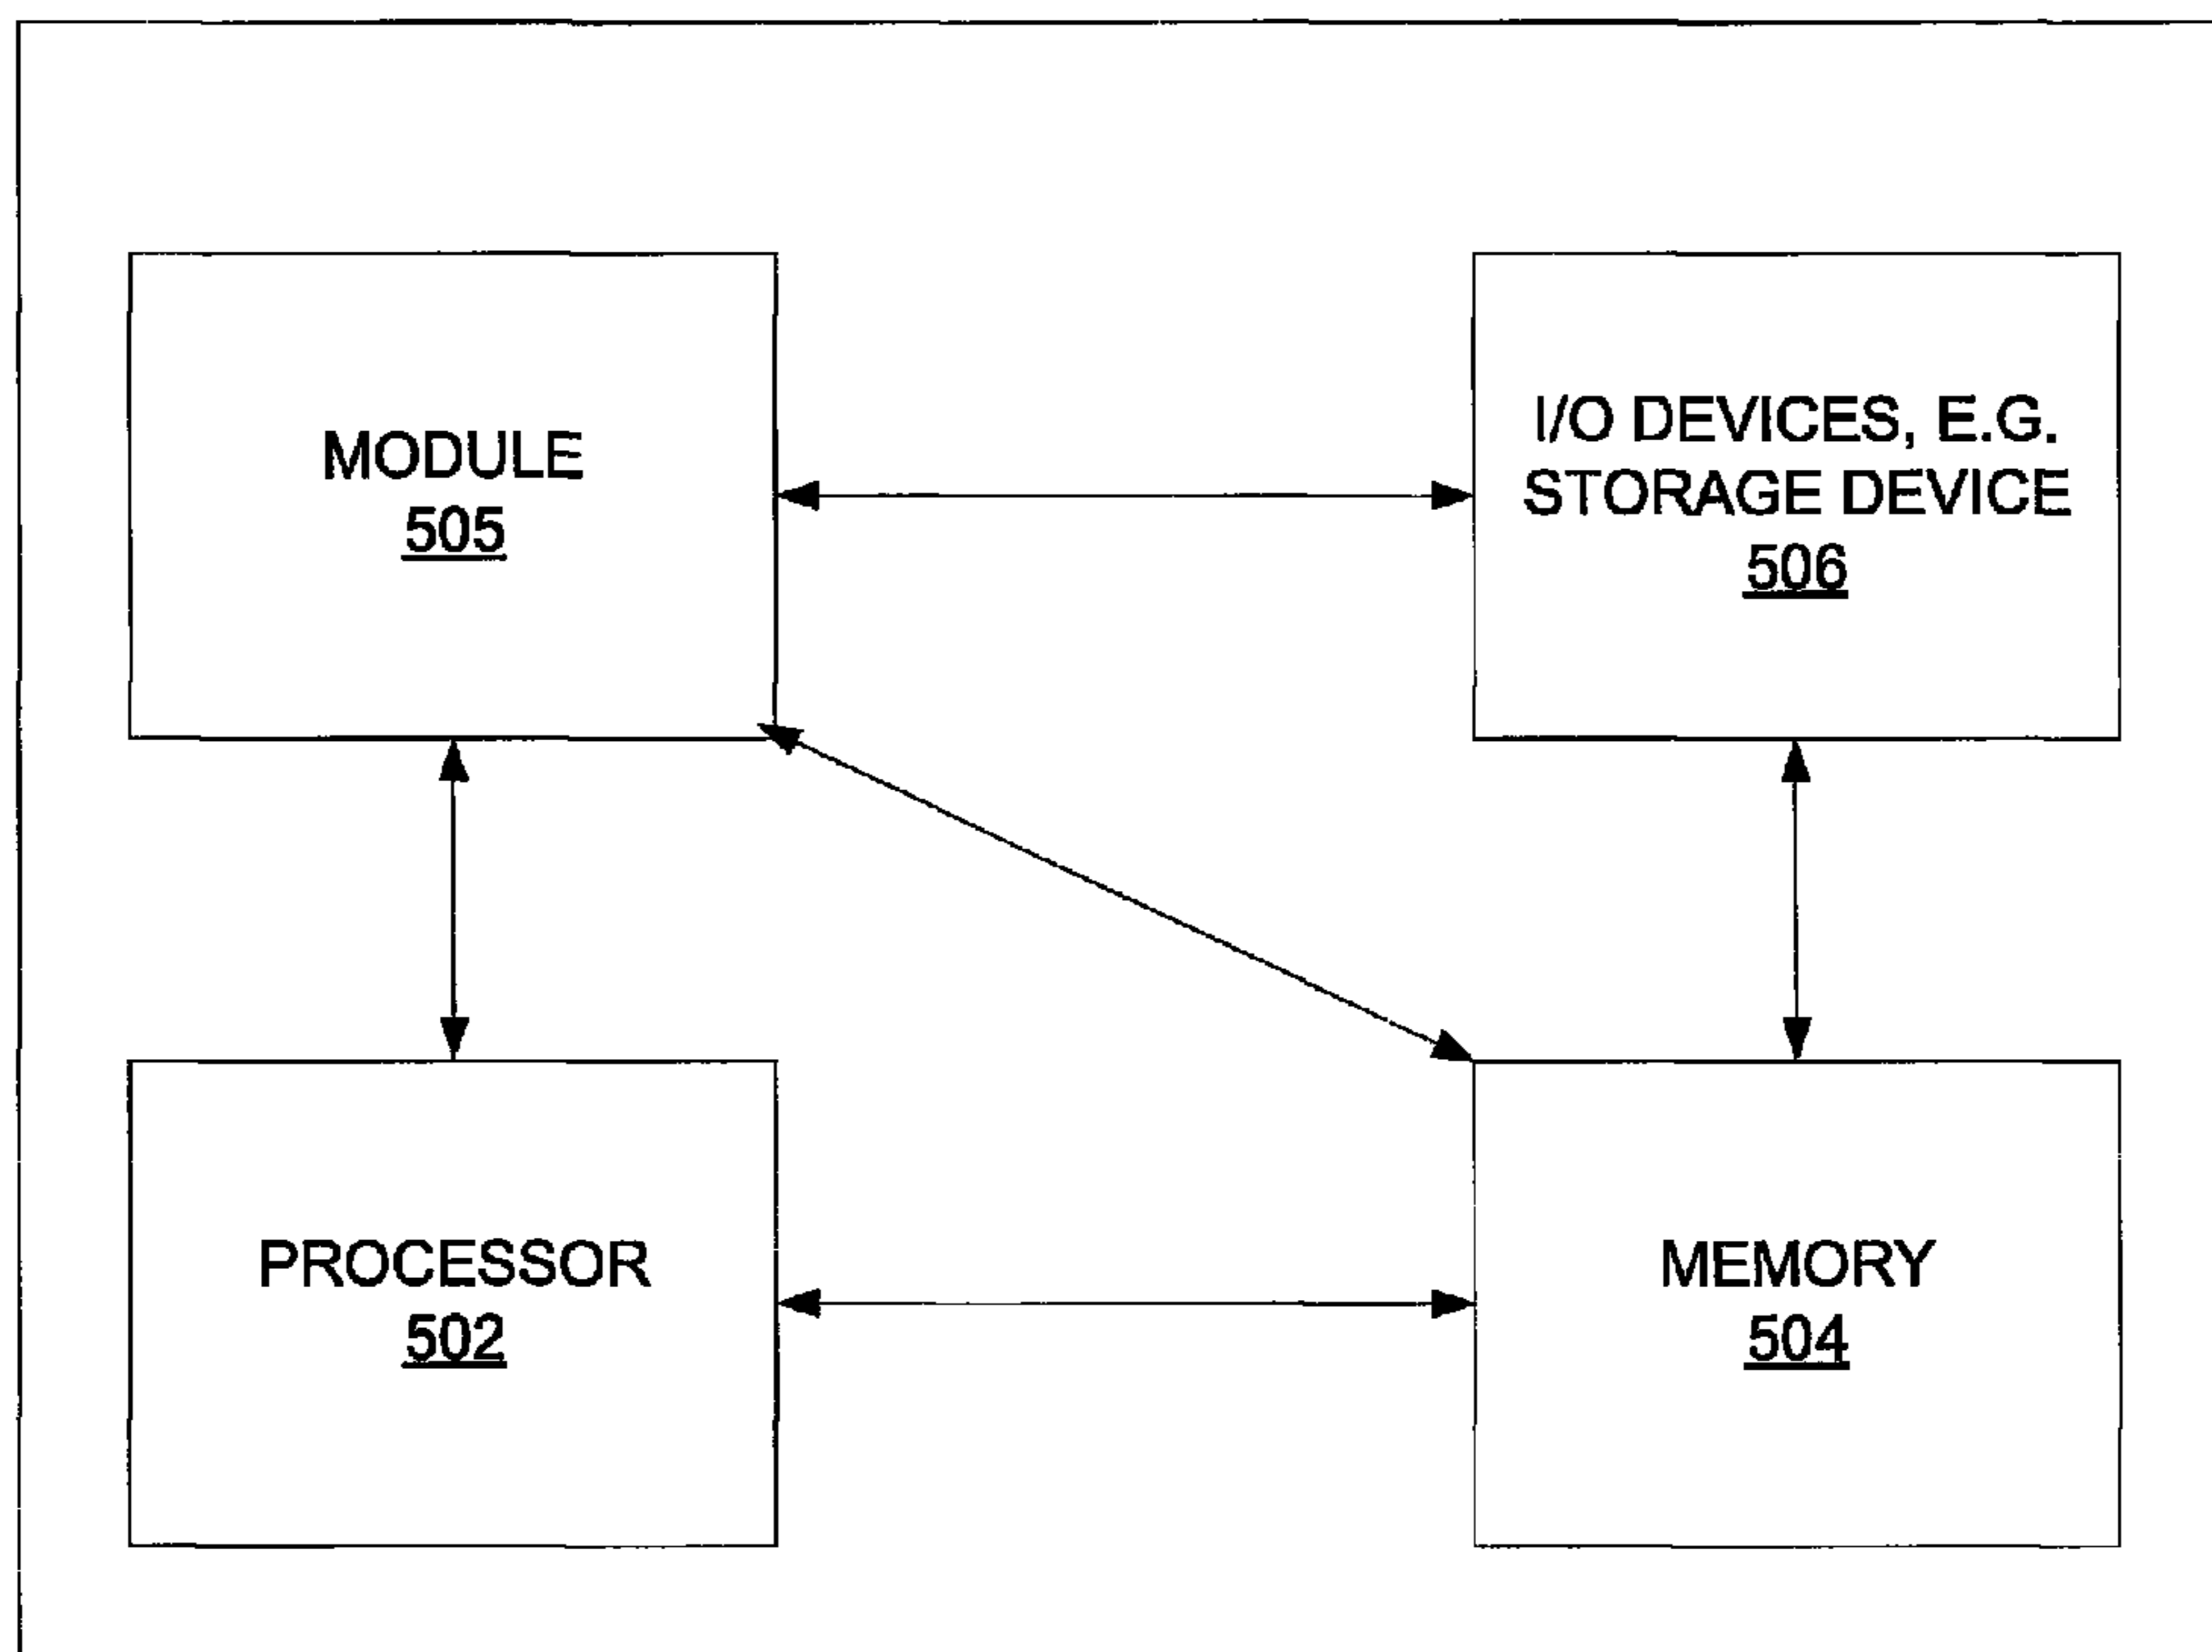 MODULE
505
I/O DEVICES, E.G.
STORAGE DEVICE
506
PROCESSOR
502
MEMORY
504